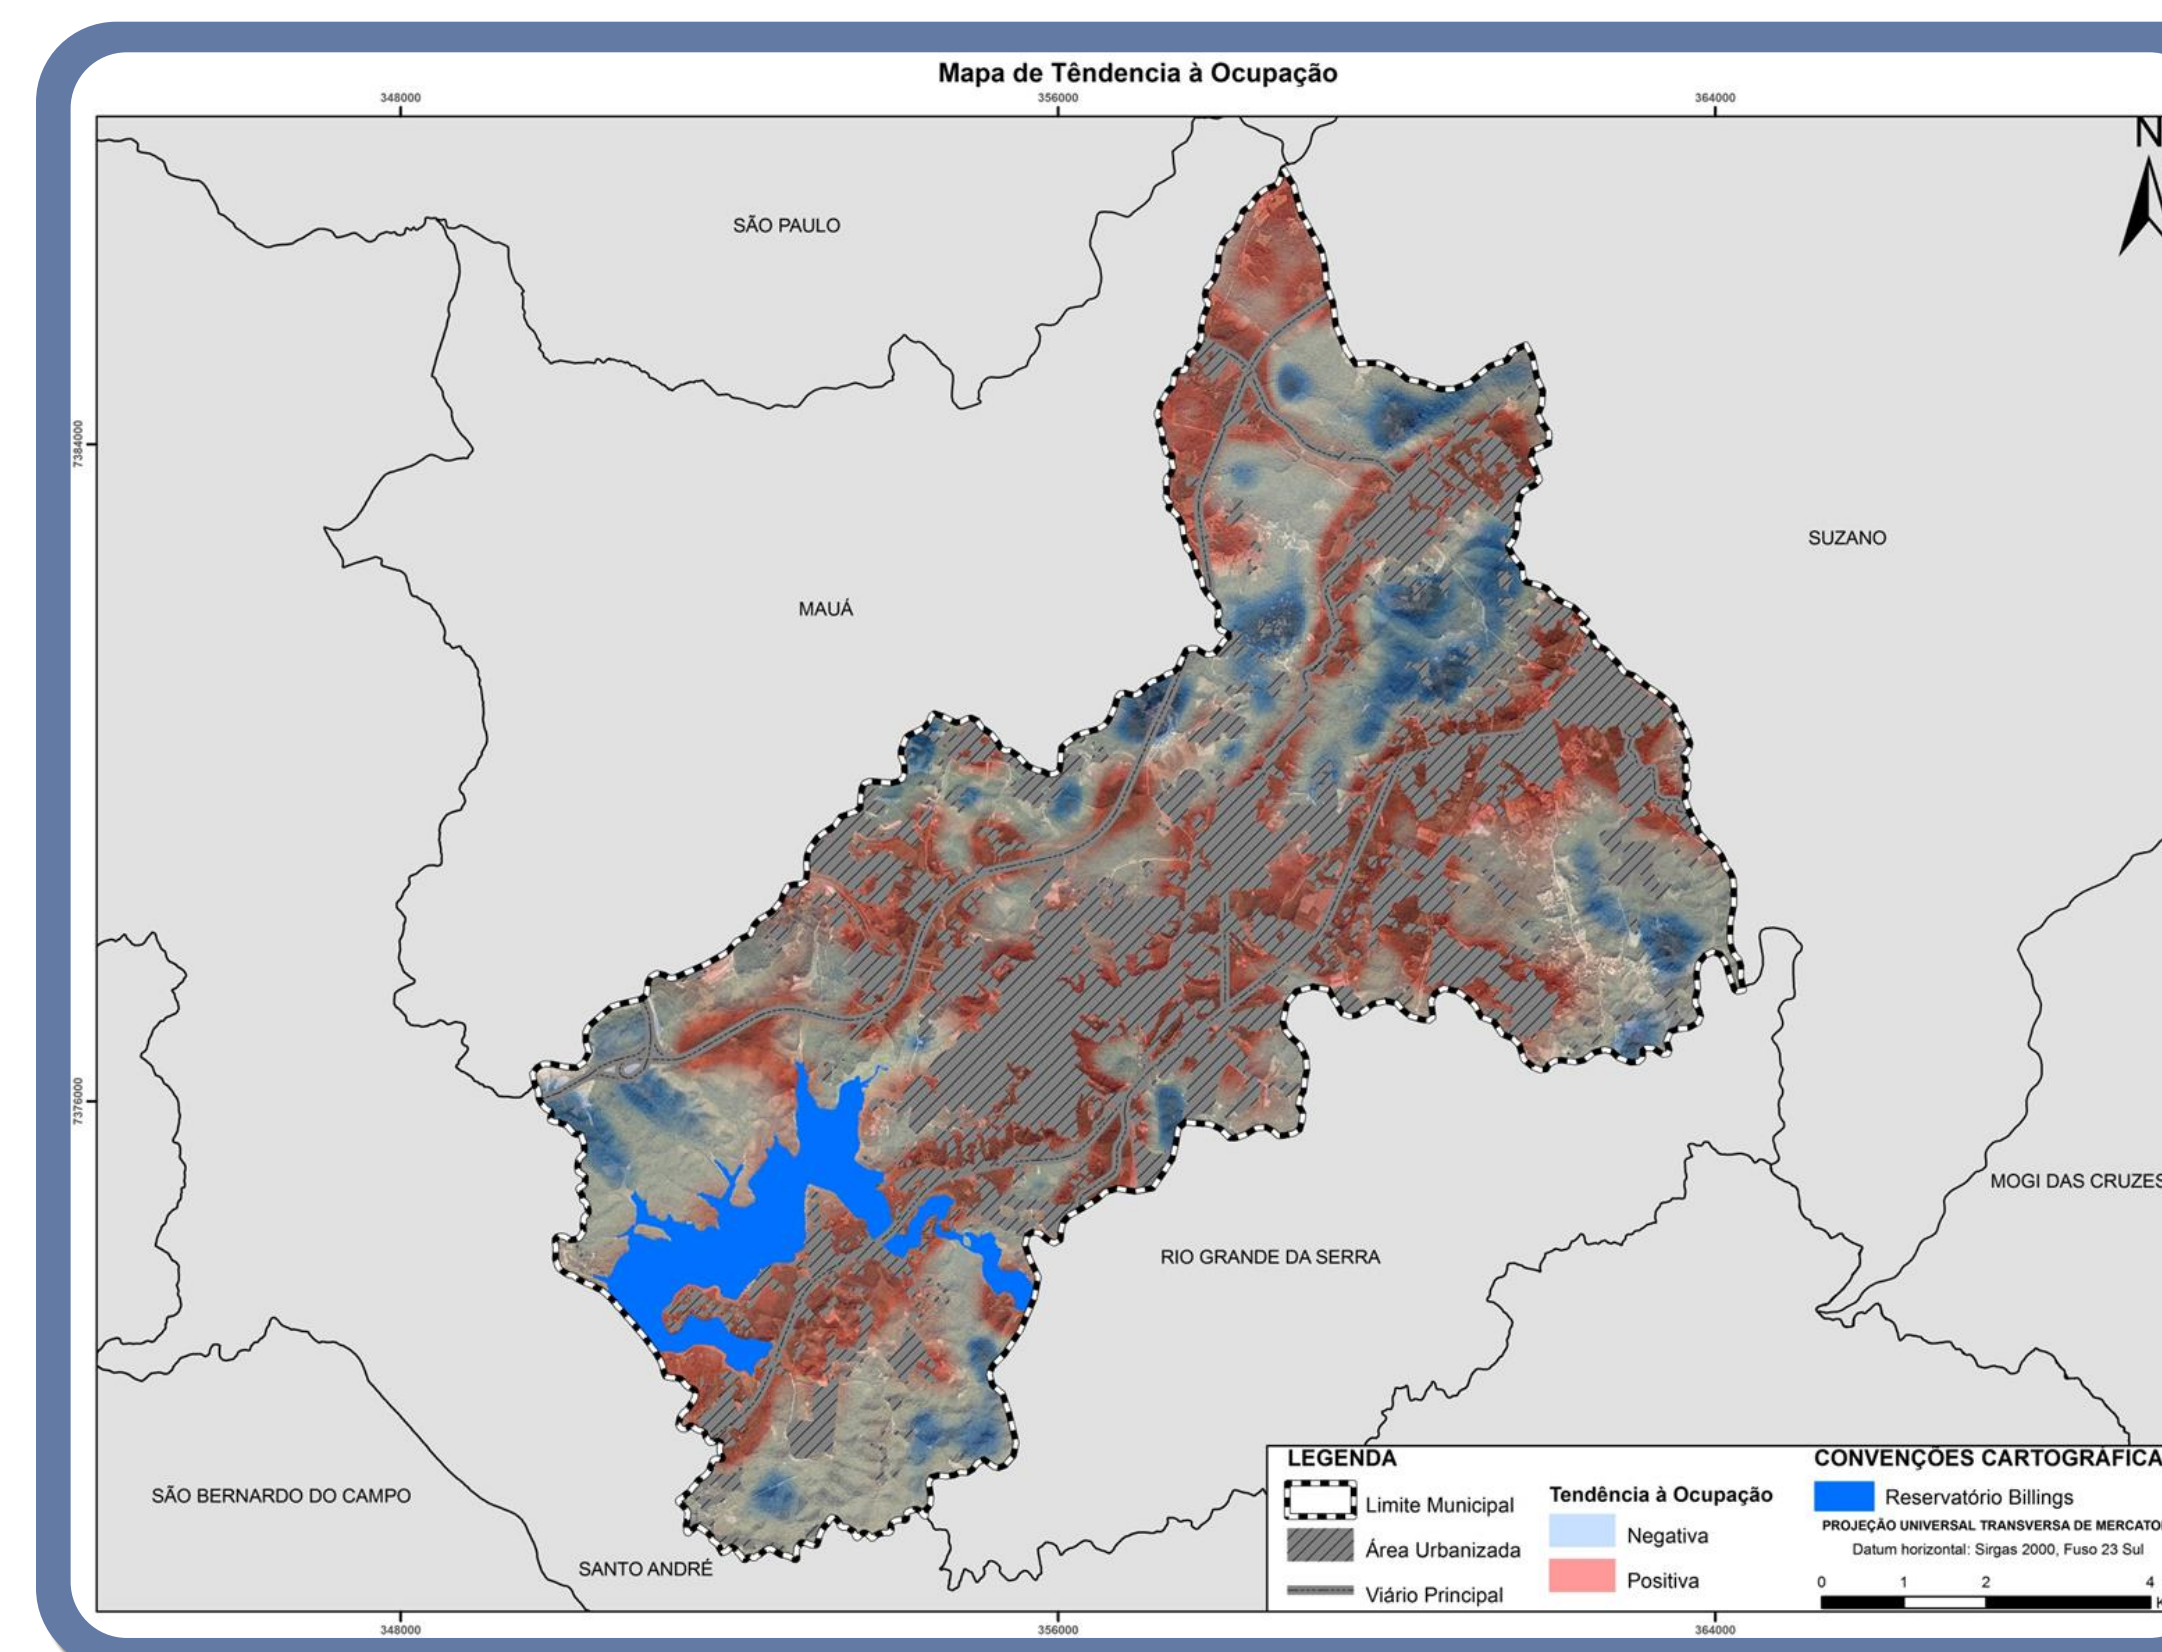 Mapa de Têndencia à Ocupação
348000
356000
364000
N
SÃO PAULO
7384000
SUZANO
MAUÁ
7376000
MOGI DAS CRUZES
RIO GRANDE DA SERRA
SÃO BERNARDO DO CAMPO
SANTO ANDRÉ
LEGENDA
Limite Municipal
Área Urbanizada
Viário Principal
Tendência à Ocupação
Negativa
Positiva
CONVENÇÕES CARTOGRÁFICA
Reservatório Billings
PROJEÇÃO UNIVERSAL TRANSVERSA DE MERCATO
Datum horizontal: Sirgas 2000, Fuso 23 Sul
0 1 2 4
K
348000
356000
364000